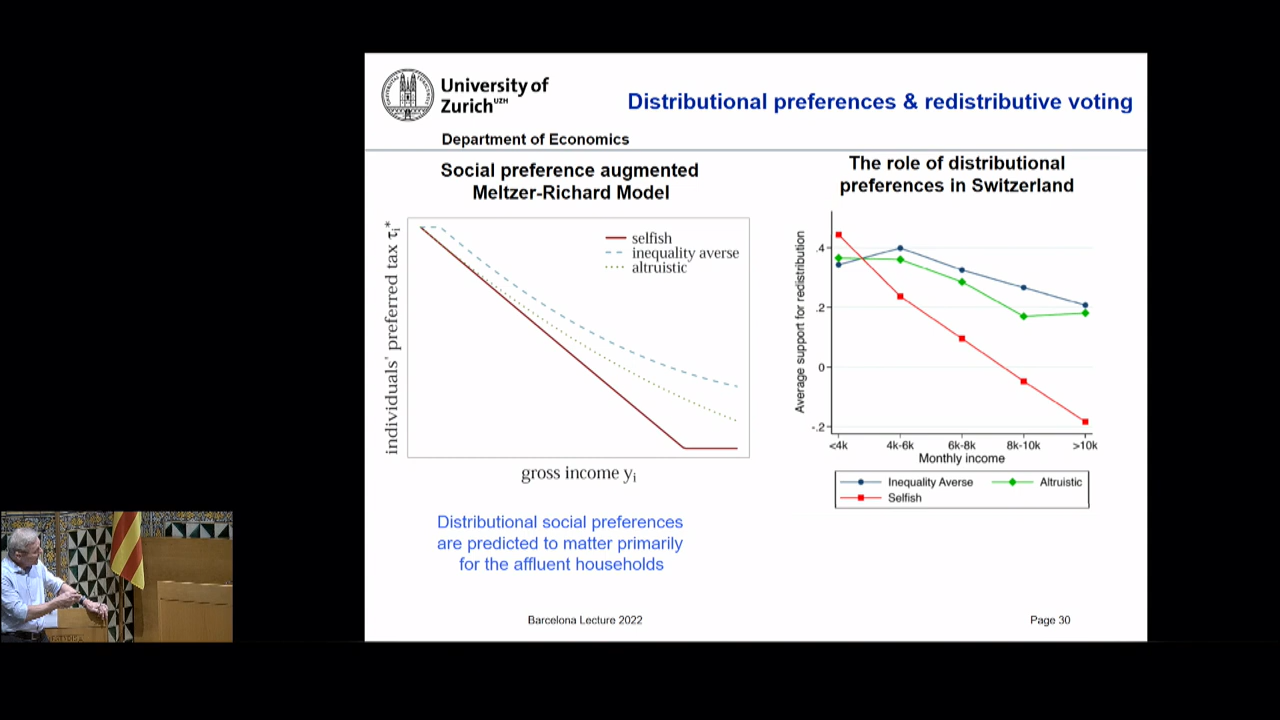 University of
Zurich UZH
Distributional preferences & redistributive voting
Department of Economics
Social preference augmented
Meltzer-Richard Model
individuals' preferred tax τi*
selfish
inequality averse
altruistic
gross income yi
Distributional social preferences
are predicted to matter primarily
for the affluent households
The role of distributional
preferences in Switzerland
Average support for redistribution
.4
.2
0
-.2
<4k 4k-6k 6k-8k 8k-10k >10k
Monthly income
Inequality Averse Altruistic
Selfish
Barcelona Lecture 2022
Page 30